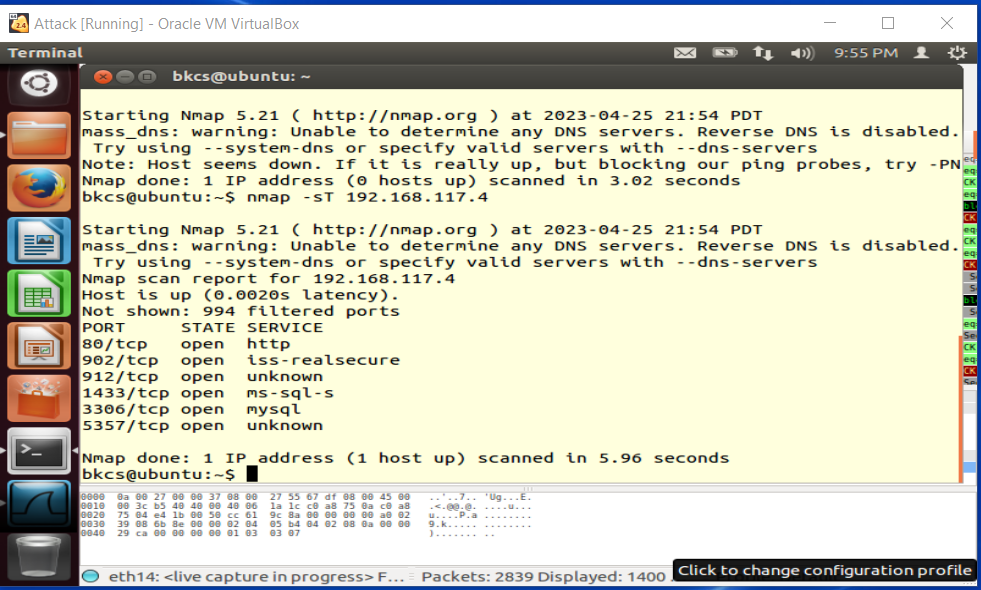 Attack [Running] - Oracle VM VirtualBox
Terminal
9:55 PM
bkcs@ubuntu: ~
Starting Nmap 5.21 ( http://nmap.org ) at 2023-04-25 21:54 PDT
mass_dns: warning: Unable to determine any DNS servers. Reverse DNS is disabled.
Try using --system-dns or specify valid servers with --dns-servers
Note: Host seems down. If it is really up, but blocking our ping probes, try -PN
Nmap done: 1 IP address (0 hosts up) scanned in 3.02 seconds
bkcs@ubuntu:~$ nmap -sT 192.168.117.4
Starting Nmap 5.21 ( http://nmap.org ) at 2023-04-25 21:54 PDT
mass_dns: warning: Unable to determine any DNS servers. Reverse DNS is disabled.
Try using --system-dns or specify valid servers with --dns-servers
Nmap scan report for 192.168.117.4
Host is up (0.0020s latency).
Not shown: 994 filtered ports
PORT STATE SERVICE
80/tcp open http
902/tcp open iss-realsecure
912/tcp open unknown
1433/tcp open ms-sql-s
3306/tcp open mysql
5357/tcp open unknown
Nmap done: 1 IP address (1 host up) scanned in 5.96 seconds
bkcs@ubuntu:~$
0000 0a 00 27 00 00 37 08 00 27 55 67 df 08 00 45 00 ..'..7.. 'Ug...E.
0010 00 3c b5 40 40 00 40 06 1a 1c c0 a8 75 0a c0 a8 .<.@@.@. ....u...
0020 75 04 e4 1b 00 50 cc 61 9c 8a 00 00 00 00 a0 02 u....P.a ........
0030 39 08 6b 8e 00 00 02 04 05 b4 04 02 08 0a 00 00 9.k..... ........
0040 29 ca 00 00 00 00 01 03 03 07 )....... ..
eth14: <live capture in progress> F... Packets: 2839 Displayed: 1400
Click to change configuration profile